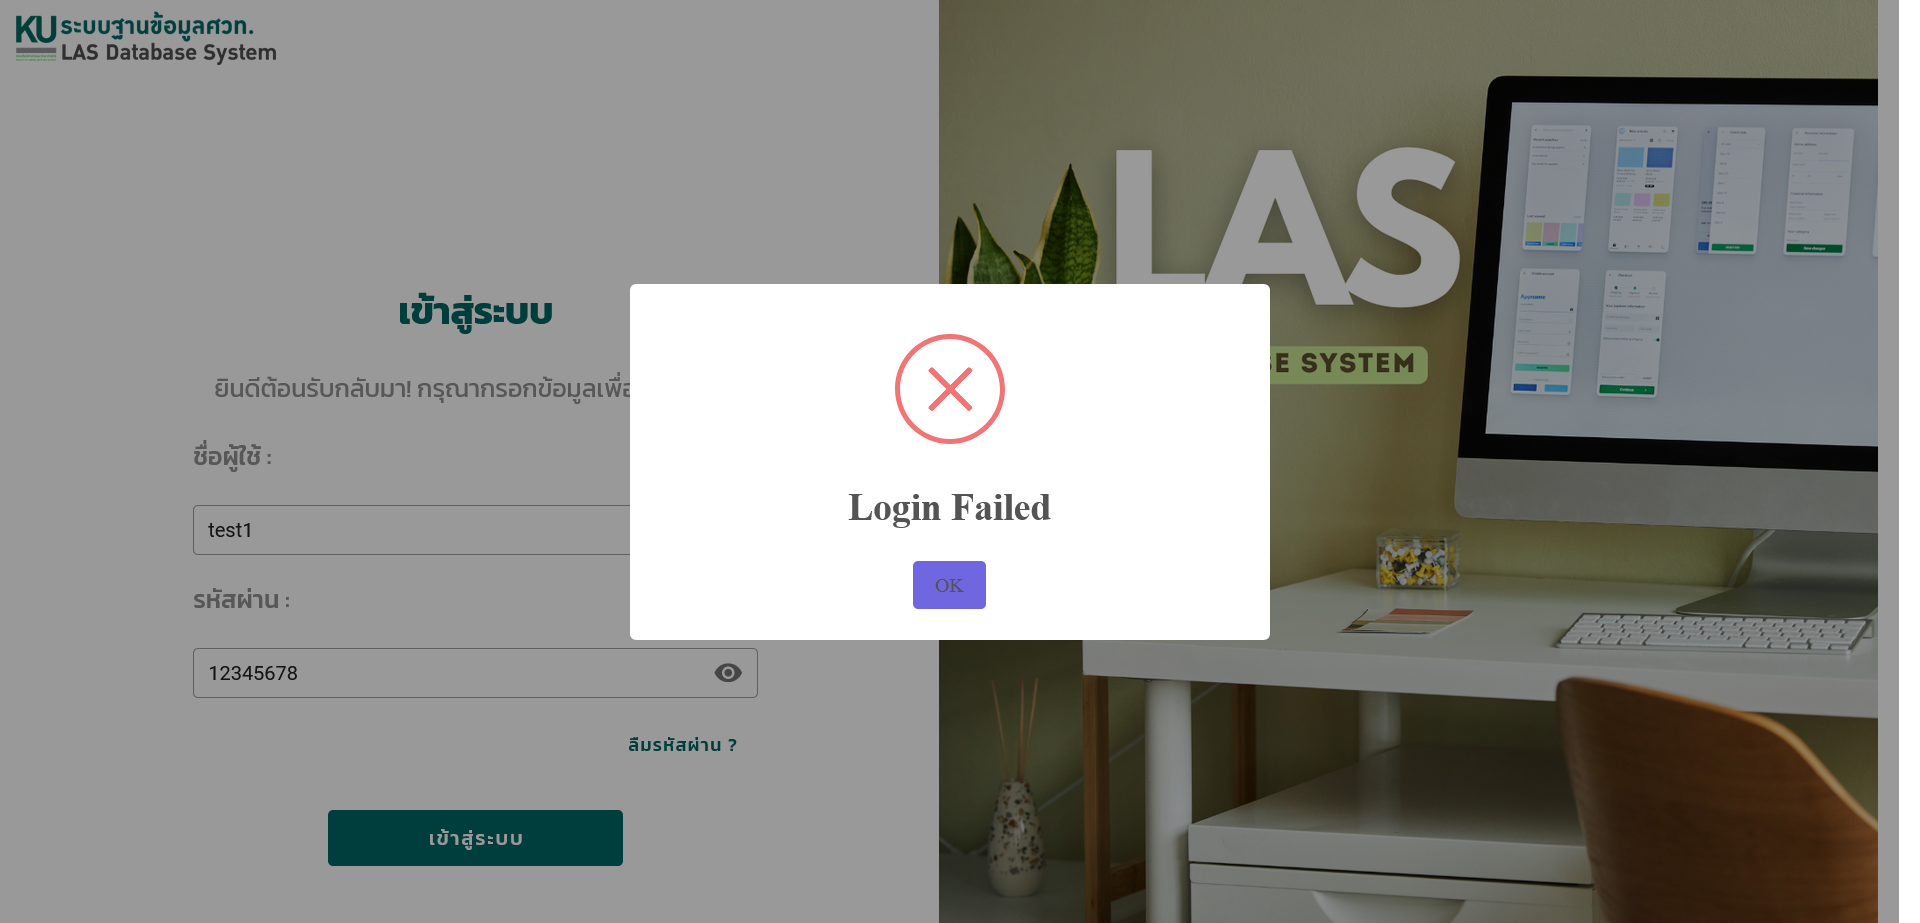 KU ระบบฐานข้อมูลศวท.
LAS Database System
LAS
SE SYSTEM
เข้าสู่ระบบ
ยินดีต้อนรับกลับมา! กรุณากรอกข้อมูลเพื่อ
ชื่อผู้ใช้ :
test1
รหัสผ่าน :
12345678
ลืมรหัสผ่าน ?
เข้าสู่ระบบ
Login Failed
OK